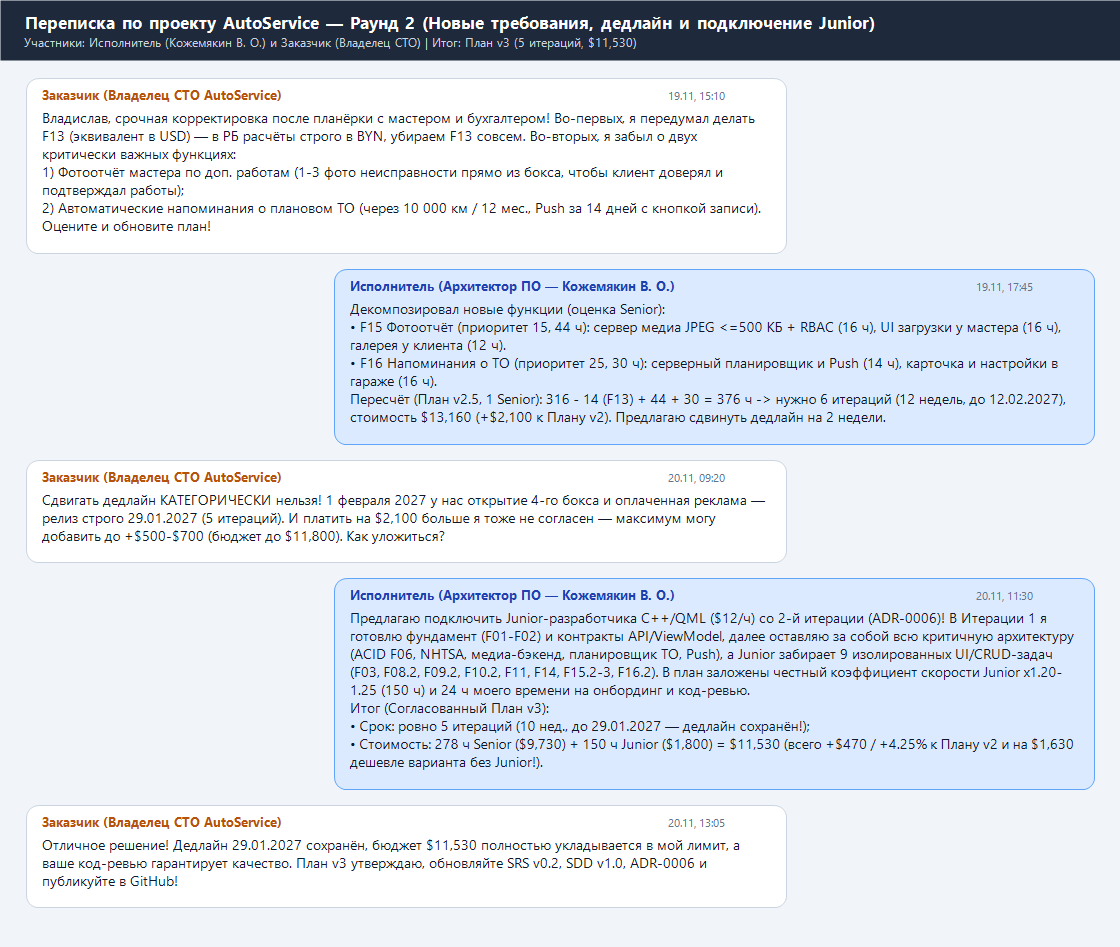 Переписка по проекту AutoService — Раунд 2 (Новые требования, дедлайн и подключение Junior)
Участники: Исполнитель (Кожемякин В. О.) и Заказчик (Владелец СТО) | Итог: План v3 (5 итераций, $11,530)
Заказчик (Владелец СТО AutoService)
19.11, 15:10
Владислав, срочная корректировка после планёрки с мастером и бухгалтером! Во-первых, я передумал делать
F13 (эквивалент в USD) — в РБ расчёты строго в BYN, убираем F13 совсем. Во-вторых, я забыл о двух
критически важных функциях:
1) Фотоотчёт мастера по доп. работам (1-3 фото неисправности прямо из бокса, чтобы клиент доверял и
подтверждал работы);
2) Автоматические напоминания о плановом ТО (через 10 000 км / 12 мес., Push за 14 дней с кнопкой записи).
Оцените и обновите план!
Исполнитель (Архитектор ПО — Кожемякин В. О.)
19.11, 17:45
Декомпозировал новые функции (оценка Senior):
• F15 Фотоотчёт (приоритет 15, 44 ч): сервер медиа JPEG <=500 КБ + RBAC (16 ч), UI загрузки у мастера (16 ч),
галерея у клиента (12 ч).
• F16 Напоминания о ТО (приоритет 25, 30 ч): серверный планировщик и Push (14 ч), карточка и настройки в
гараже (16 ч).
Пересчёт (План v2.5, 1 Senior): 316 - 14 (F13) + 44 + 30 = 376 ч -> нужно 6 итераций (12 недель, до 12.02.2027),
стоимость $13,160 (+$2,100 к Плану v2). Предлагаю сдвинуть дедлайн на 2 недели.
Заказчик (Владелец СТО AutoService)
20.11, 09:20
Сдвигать дедлайн КАТЕГОРИЧЕСКИ нельзя! 1 февраля 2027 у нас открытие 4-го бокса и оплаченная реклама —
релиз строго 29.01.2027 (5 итераций). И платить на $2,100 больше я тоже не согласен — максимум могу
добавить до +$500-$700 (бюджет до $11,800). Как уложиться?
Исполнитель (Архитектор ПО — Кожемякин В. О.)
20.11, 11:30
Предлагаю подключить Junior-разработчика C++/QML ($12/ч) со 2-й итерации (ADR-0006)! В Итерации 1 я
готовлю фундамент (F01-F02) и контракты API/ViewModel, далее оставляю за собой всю критичную архитектуру
(ACID F06, NHTSA, медиа-бэкенд, планировщик ТО, Push), а Junior забирает 9 изолированных UI/CRUD-задач
(F03, F08.2, F09.2, F10.2, F11, F14, F15.2-3, F16.2). В план заложены честный коэффициент скорости Junior x1.20-
1.25 (150 ч) и 24 ч моего времени на онбординг и код-ревью.
Итог (Согласованный План v3):
• Срок: ровно 5 итераций (10 нед., до 29.01.2027 — дедлайн сохранён!);
• Стоимость: 278 ч Senior ($9,730) + 150 ч Junior ($1,800) = $11,530 (всего +$470 / +4.25% к Плану v2 и на $1,630
дешевле варианта без Junior!).
Заказчик (Владелец СТО AutoService)
20.11, 13:05
Отличное решение! Дедлайн 29.01.2027 сохранён, бюджет $11,530 полностью укладывается в мой лимит, а
ваше код-ревью гарантирует качество. План v3 утверждаю, обновляйте SRS v0.2, SDD v1.0, ADR-0006 и
публикуйте в GitHub!